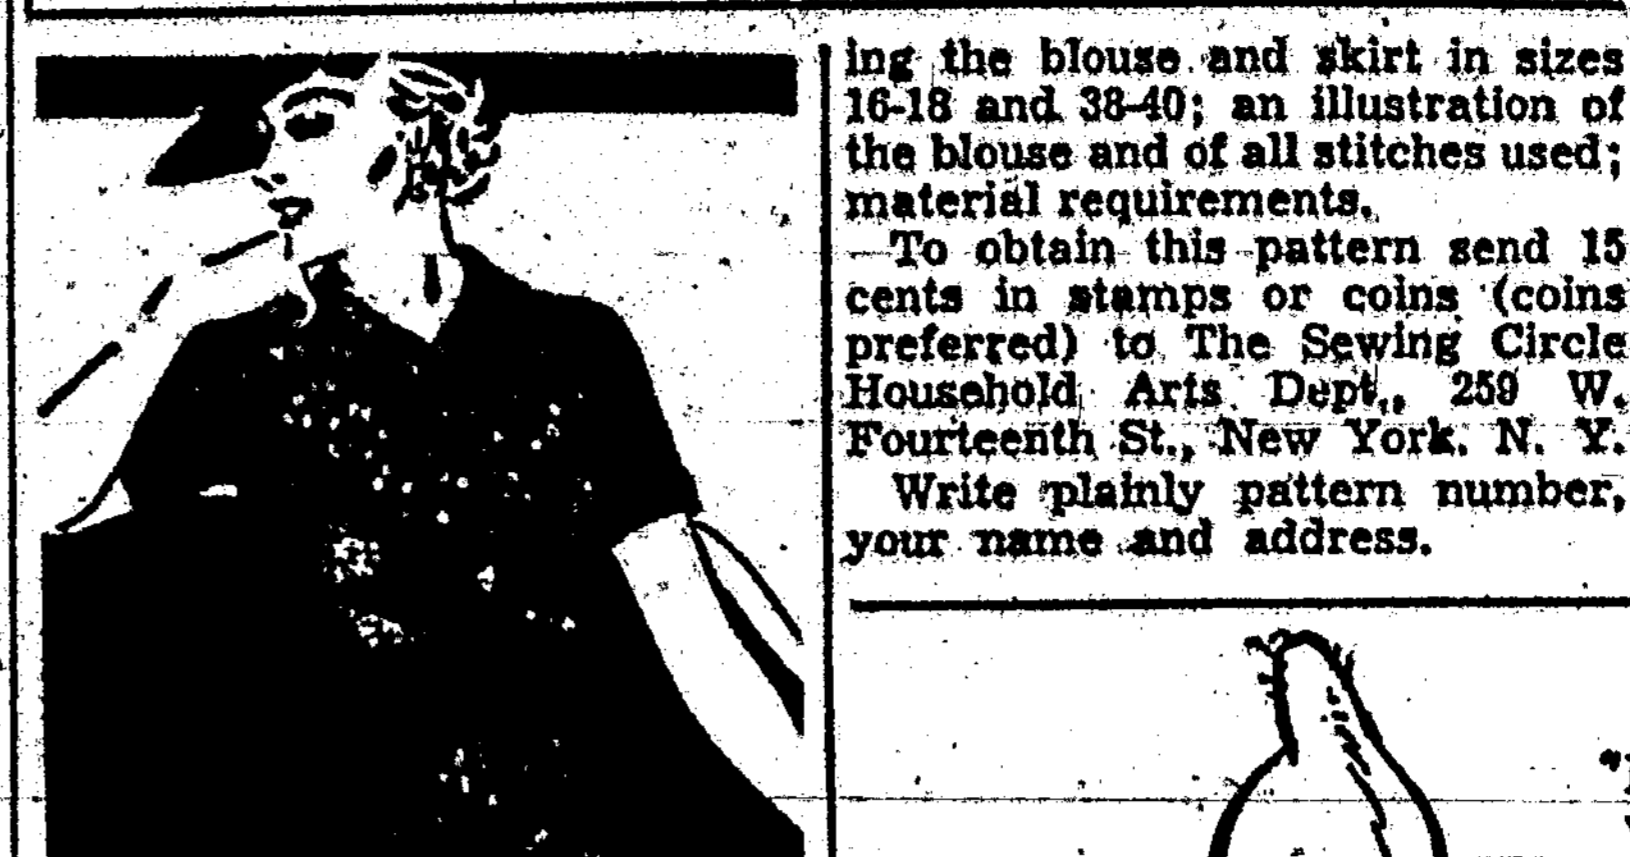 ing the blouse and skirt in sizes
16-18 and 38-40; an illustration of
the blouse and of all stitches used;
material requirements.
To obtain this pattern send 15
cents in stamps or coins (coins
preferred) to The Sewing Circle
Household Arts Dept., 259 W.
Fourteenth St., New York, N. Y.
Write plainly pattern number,
your name and address.